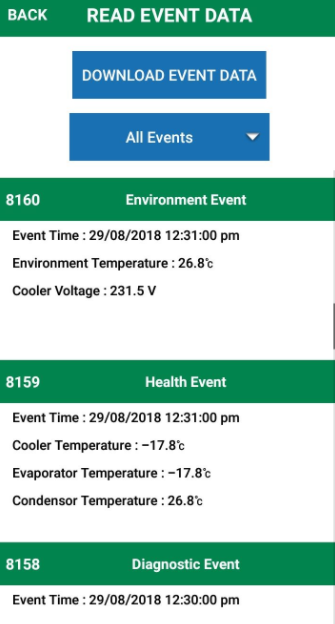 BACK READ EVENT DATA
DOWNLOAD EVENT DATA
All Events
8160 Environment Event
Event Time : 29/08/2018 12:31:00 pm
Environment Temperature : 26.8℃
Cooler Voltage : 231.5 V
8159 Health Event
Event Time : 29/08/2018 12:31:00 pm
Cooler Temperature : −17.8℃
Evaporator Temperature : −17.8℃
Condensor Temperature : 26.8℃
8158 Diagnostic Event
Event Time : 29/08/2018 12:30:00 pm